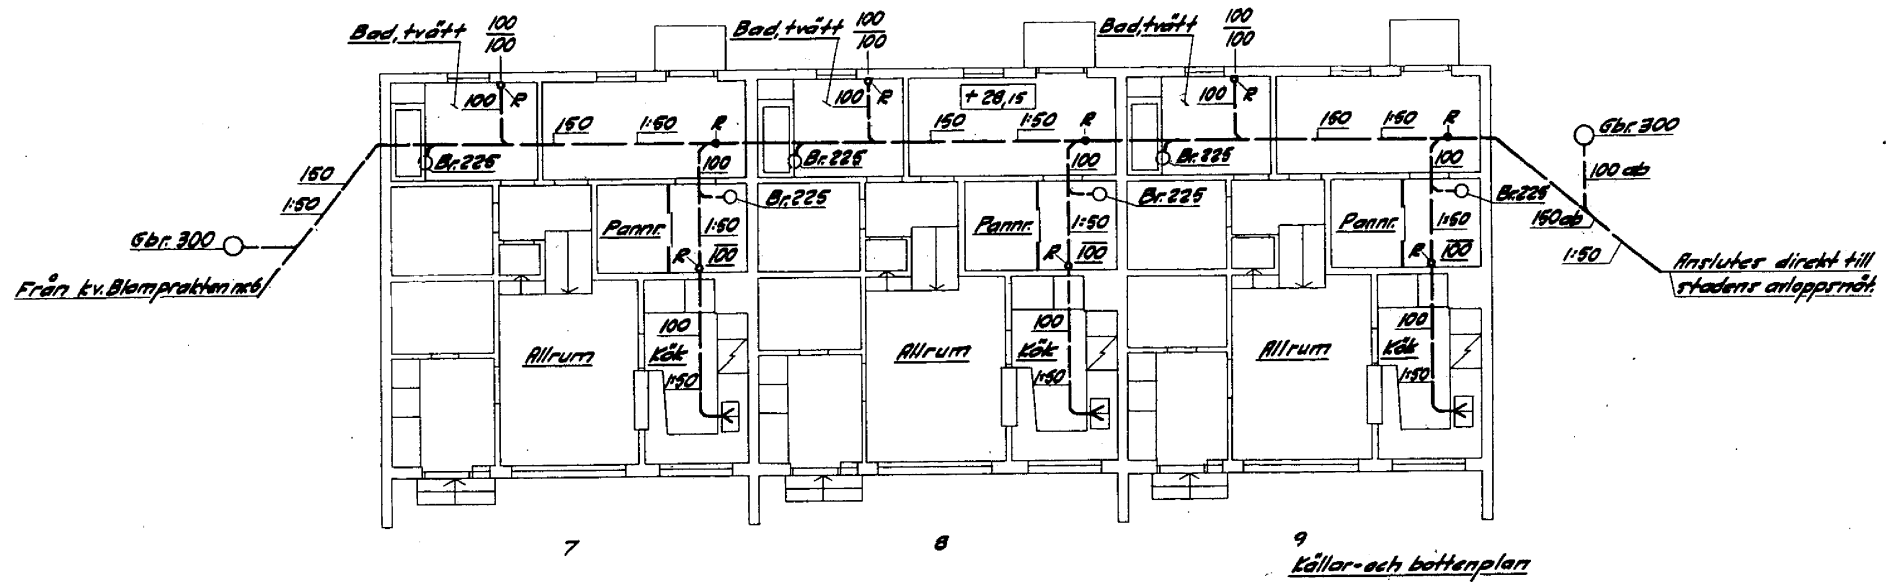 Bad, tvätt
100
100
Bad, tvätt
100
100
Bad, tvätt
100
100
100
R
100
R
+ 28,15
100
R
150
1:50
R
150
1:50
R
150
1:50
R
Gbr. 300
Br. 225
100
Br. 225
100
Br. 225
100
100 ab
150
1:50
Br. 225
Br. 225
Br. 225
150 ab
Pannr.
1:50
100
R
Pannr.
1:50
100
R
Pannr.
1:50
100
R
1:50
Gbr. 300
Från kv. Blomprakten nr 6
Anslutes direkt till
stadens avloppsnät.
Allrum
100
Kök
1:50
Allrum
100
Kök
1:50
Allrum
100
Kök
1:50
7
8
9
Källar- och bottenplan